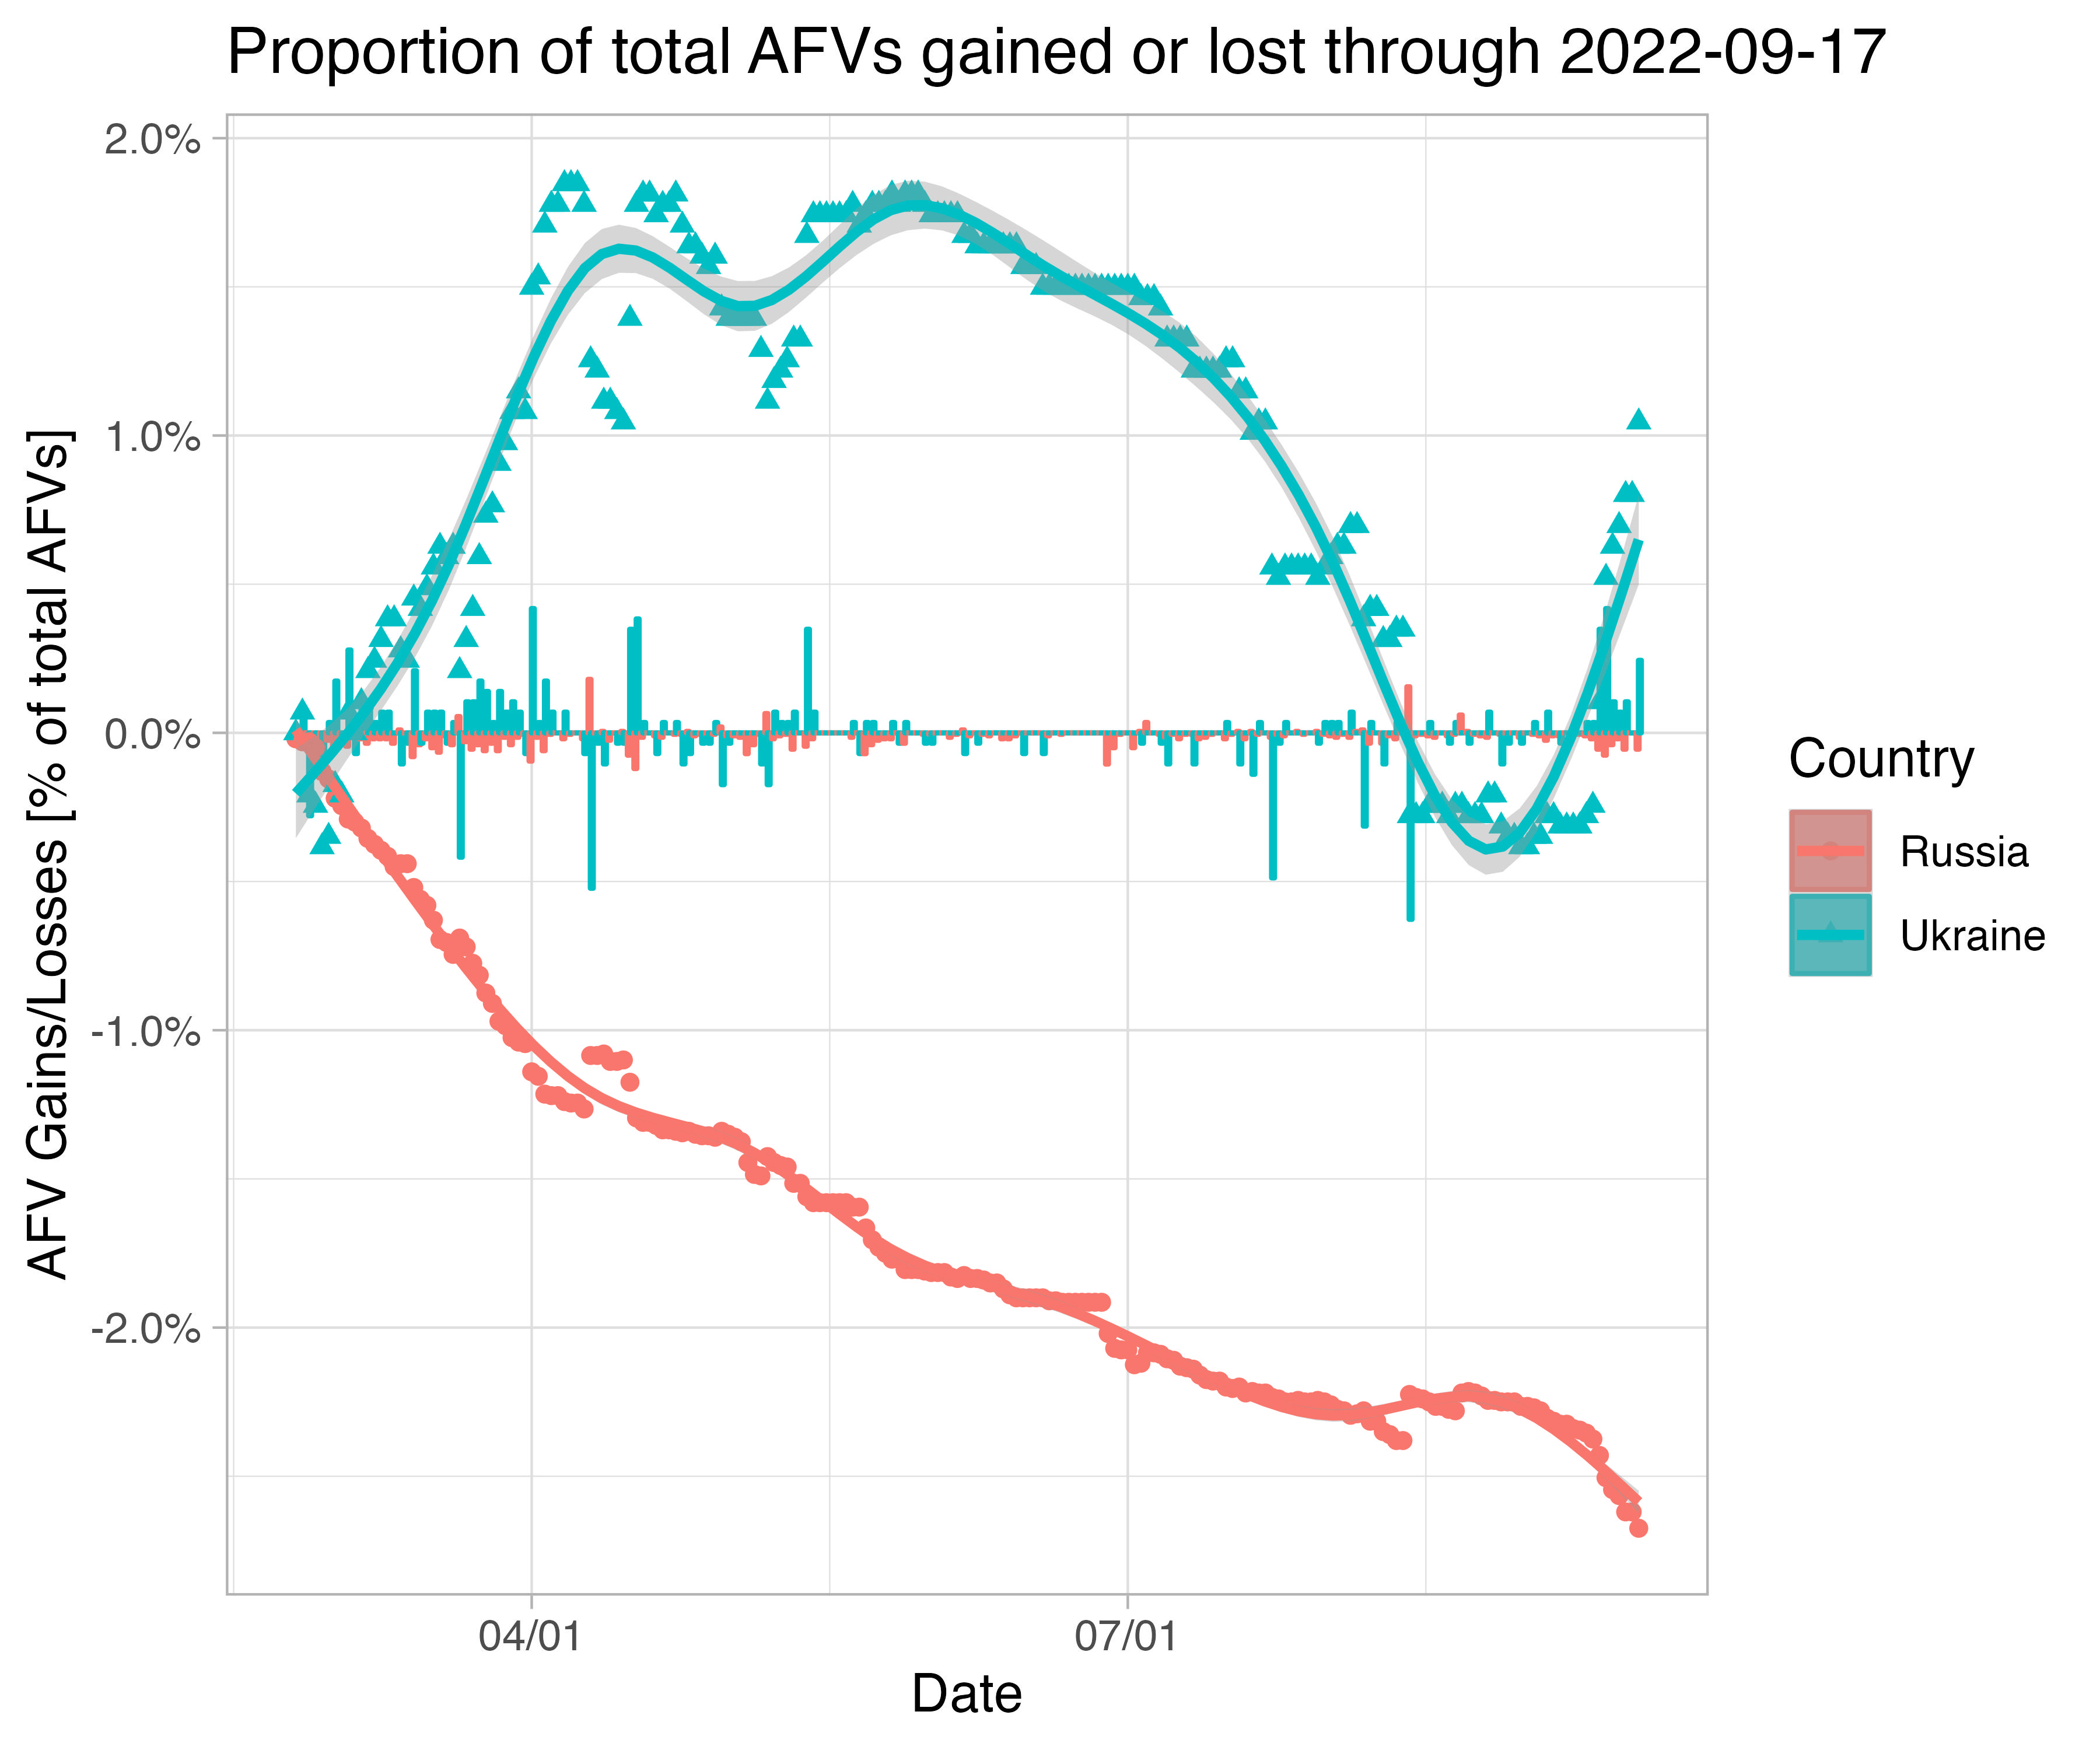 Proportion of total AFVs gained or lost through 2022-09-17
AFV Gains/Losses [% of total AFVs]
2.0%
1.0%
0.0%
-1.0%
-2.0%
04/01
07/01
Date
Country
Russia
Ukraine